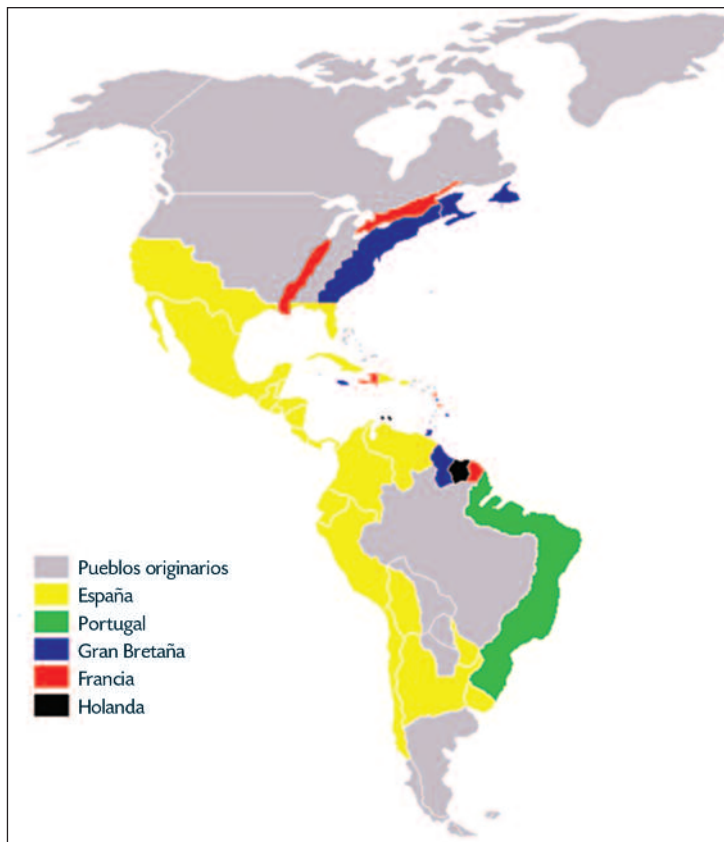 Pueblos originarios
España
Portugal
Gran Bretaña
Francia
Holanda